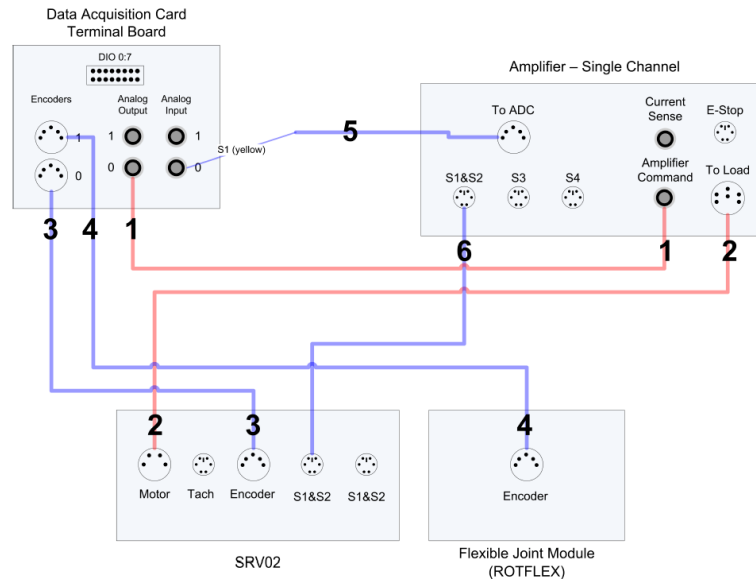 Data Acquisition Card
Terminal Board
DIO 0:7
Encoders
Analog
Output
Analog
Input
1
1
1
0
0
0
S1 (yellow)
5
Amplifier – Single Channel
To ADC
Current
Sense
E-Stop
S1&S2
S3
S4
Amplifier
Command
To Load
3
4
1
6
1
2
2
3
4
Motor
Tach
Encoder
S1&S2
S1&S2
SRV02
Encoder
Flexible Joint Module
(ROTFLEX)